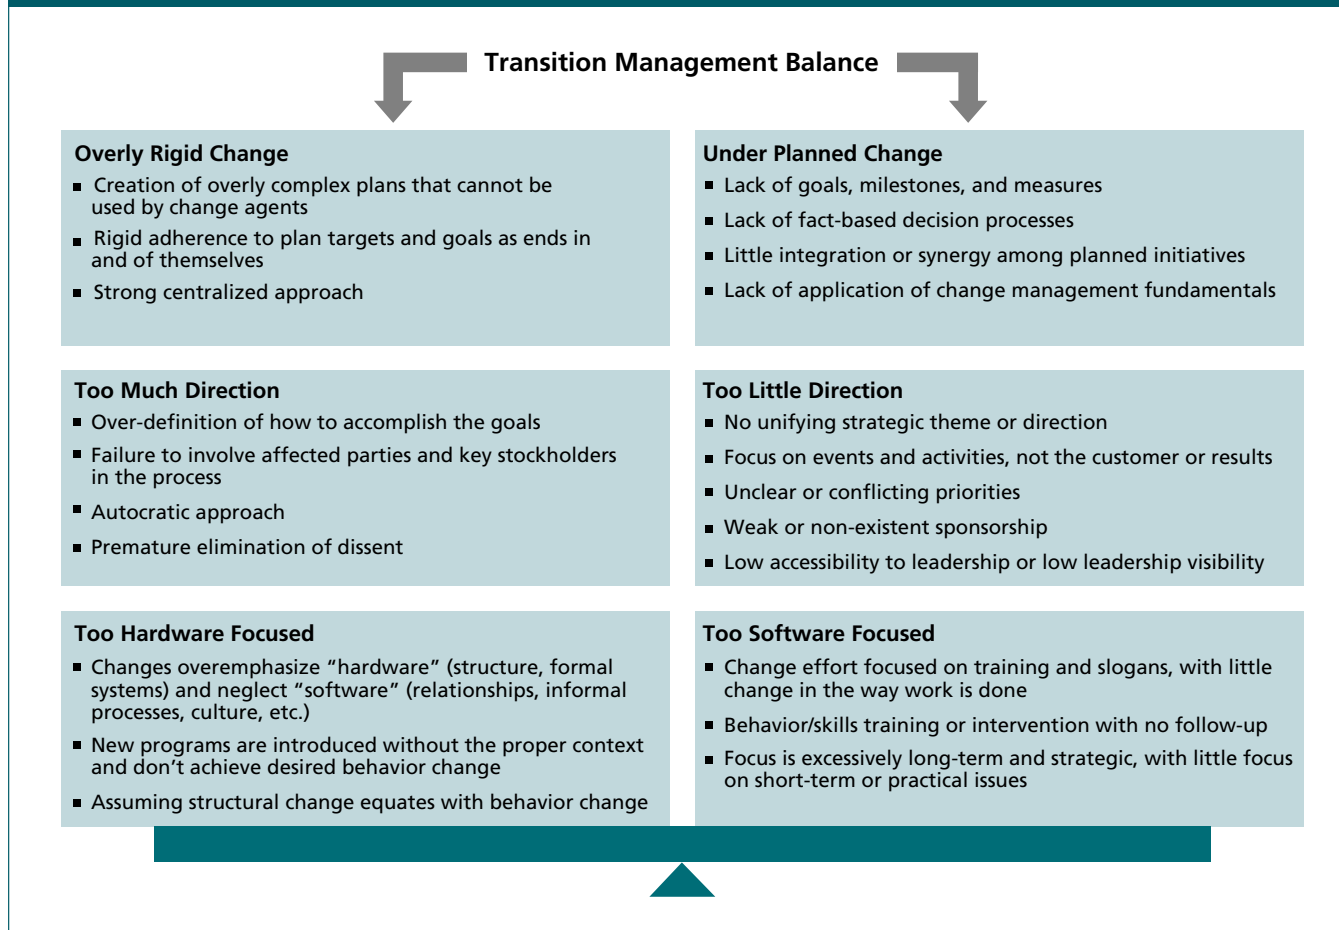 Transition Management Balance
Overly Rigid Change
Creation of overly complex plans that cannot be
used by change agents
Rigid adherence to plan targets and goals as ends in
and of themselves
Strong centralized approach
Under Planned Change
Lack of goals, milestones, and measures
Lack of fact-based decision processes
Little integration or synergy among planned initiatives
Lack of application of change management fundamentals
Too Much Direction
Over-definition of how to accomplish the goals
Failure to involve affected parties and key stockholders
in the process
Autocratic approach
Premature elimination of dissent
Too Little Direction
No unifying strategic theme or direction
Focus on events and activities, not the customer or results
Unclear or conflicting priorities
Weak or non-existent sponsorship
Low accessibility to leadership or low leadership visibility
Too Hardware Focused
Changes overemphasize “hardware” (structure, formal
systems) and neglect “software” (relationships, informal
processes, culture, etc.)
New programs are introduced without the proper context
and don’t achieve desired behavior change
Assuming structural change equates with behavior change
Too Software Focused
Change effort focused on training and slogans, with little
change in the way work is done
Behavior/skills training or intervention with no follow-up
Focus is excessively long-term and strategic, with little focus
on short-term or practical issues